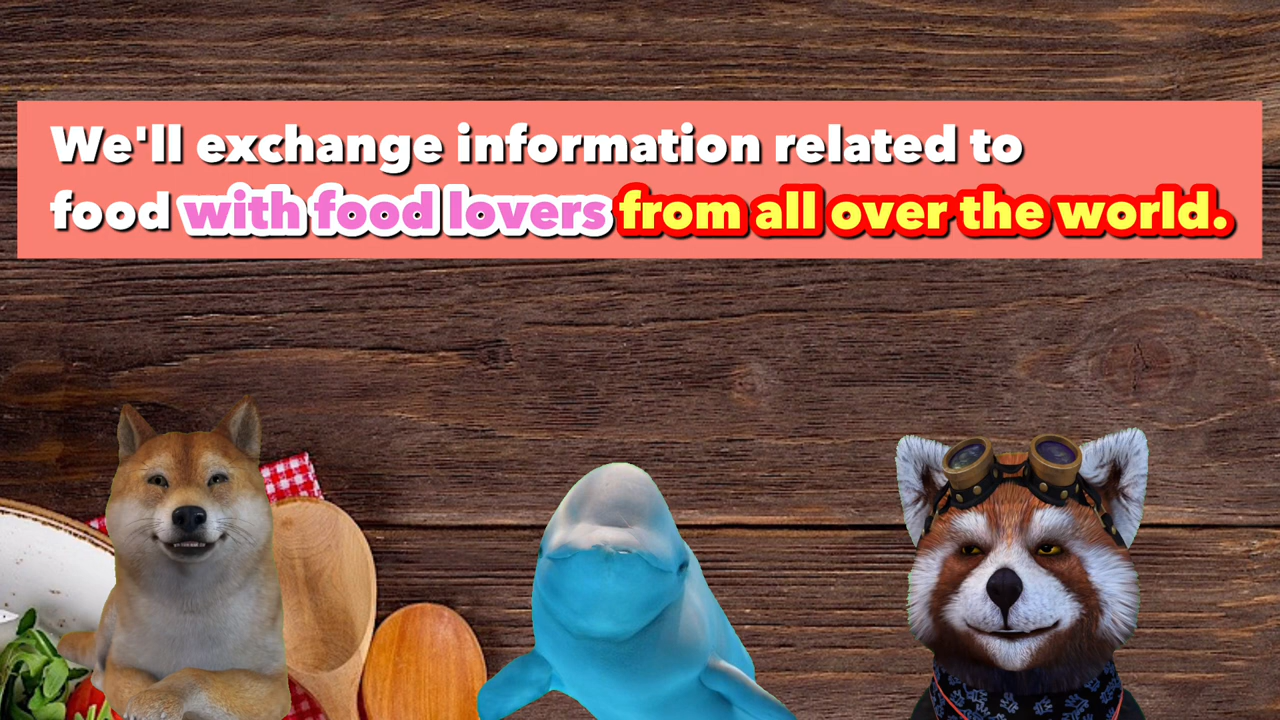 We'll exchange information related to
food with food lovers from all over the world.